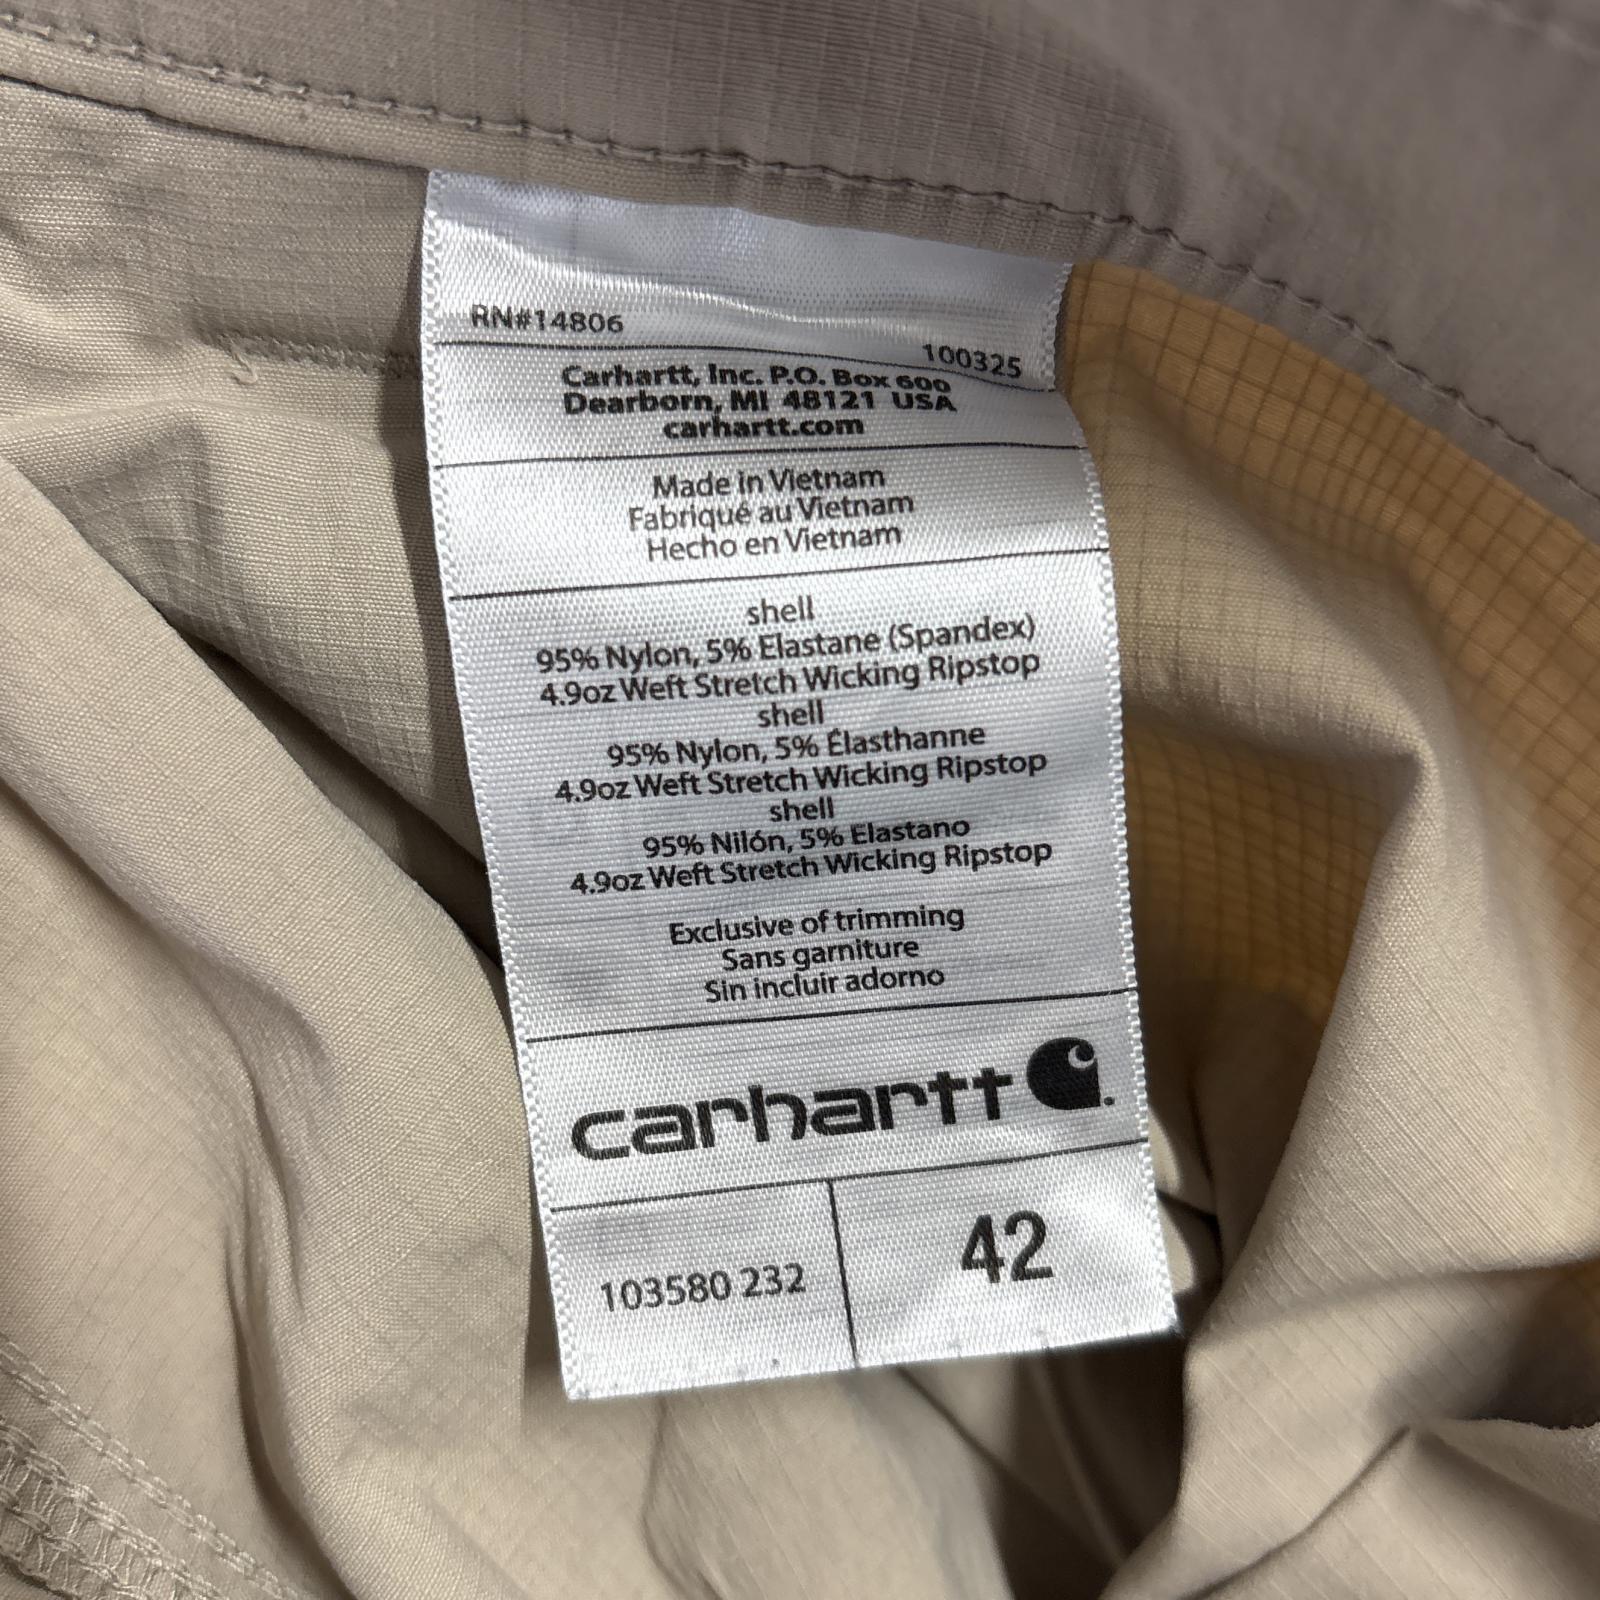 RN#14806
100325
Carhartt, Inc. P.O. Box 600
Dearborn, MI 48121 USA
carhartt.com
Made in Vietnam
Fabriqué au Vietnam
Hecho en Vietnam
shell
95% Nylon, 5% Elastane (Spandex)
4.9oz Weft Stretch Wicking Ripstop
shell
95% Nylon, 5% Élasthanne
4.9oz Weft Stretch Wicking Ripstop
shell
95% Nilón, 5% Elastano
4.9oz Weft Stretch Wicking Ripstop
Exclusive of trimming
Sans garniture
Sin incluir adorno
carhartt
103580 232
42